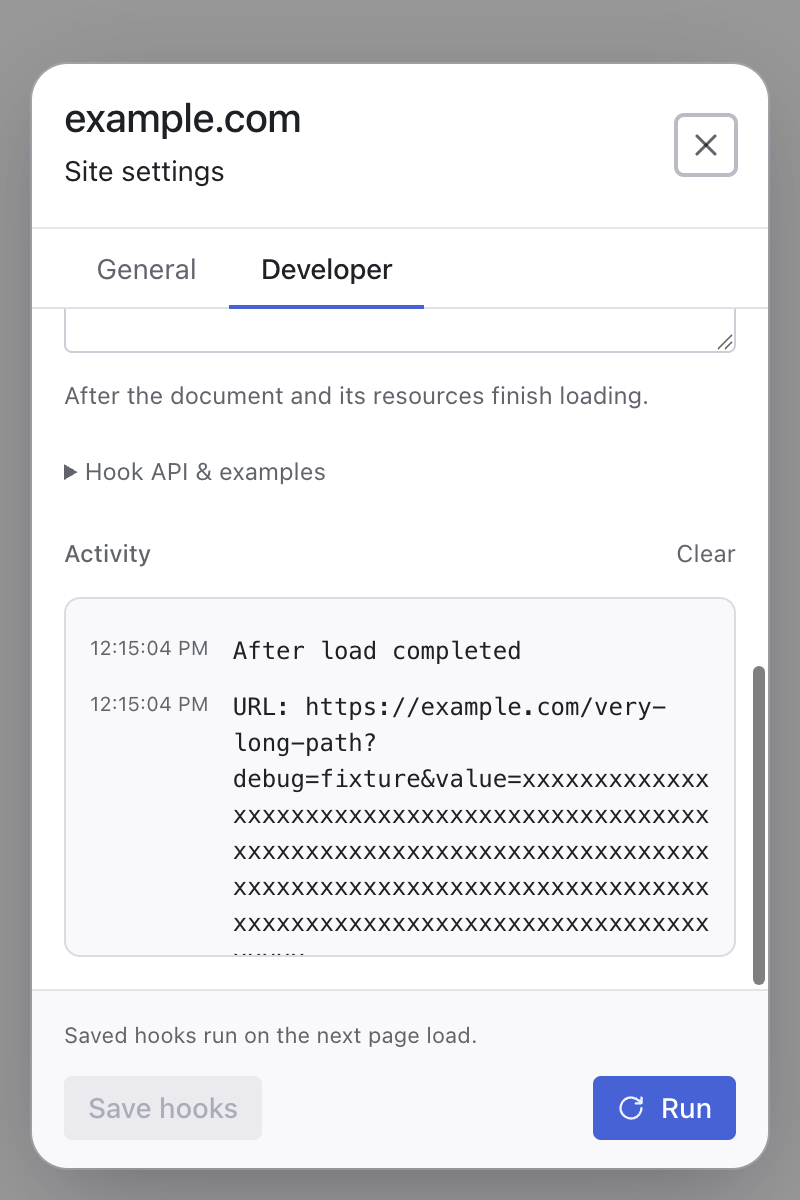 example.com
Site settings
General
Developer
After the document and its resources finish loading.
Hook API & examples
Activity
Clear
12:15:04 PM
After load completed
12:15:04 PM
URL: https://example.com/very-
long-path?
debug=fixture&value=xxxxxxxxxxxxx
xxxxxxxxxxxxxxxxxxxxxxxxxxxxxxxxx
xxxxxxxxxxxxxxxxxxxxxxxxxxxxxxxxx
xxxxxxxxxxxxxxxxxxxxxxxxxxxxxxxxx
xxxxxxxxxxxxxxxxxxxxxxxxxxxxxxxxx
Saved hooks run on the next page load.
Save hooks
Run